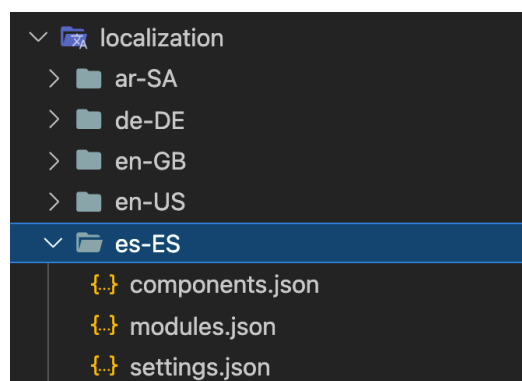 localization
ar-SA
de-DE
en-GB
en-US
es-ES
{..} components.json
{..} modules.json
{..} settings.json